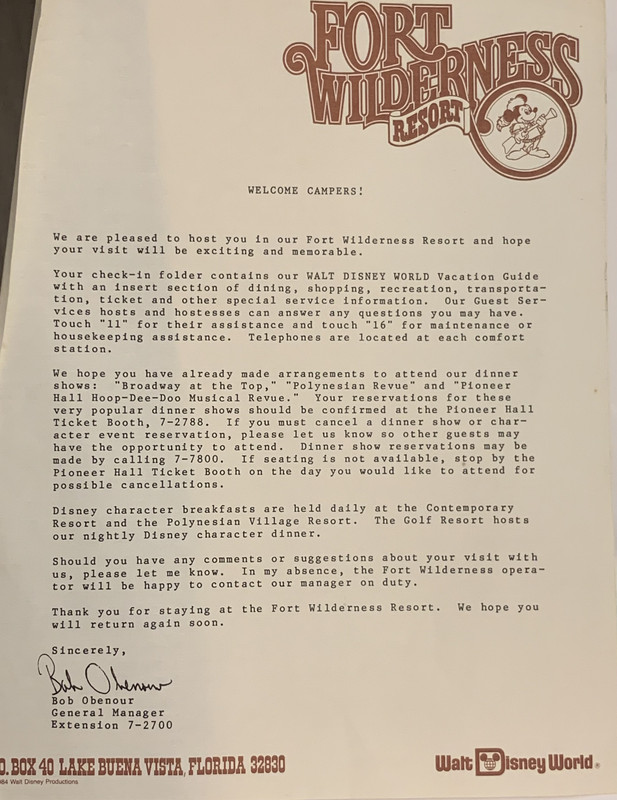 FORT
WILDERNESS
RESORT
WELCOME CAMPERS!
We are pleased to host you in our Fort Wilderness Resort and hope
your visit will be exciting and memorable.
Your check-in folder contains our WALT DISNEY WORLD Vacation Guide
with an insert section of dining, shopping, recreation, transporta-
tion, ticket and other special service information.  Our Guest Ser-
vices hosts and hostesses can answer any questions you may have.
Touch "11" for their assistance and touch "16" for maintenance or
housekeeping assistance.  Telephones are located at each comfort
station.
We hope you have already made arrangements to attend our dinner
shows:  "Broadway at the Top," "Polynesian Revue" and "Pioneer
Hall Hoop-Dee-Doo Musical Revue."  Your reservations for these
very popular dinner shows should be confirmed at the Pioneer Hall
Ticket Booth, 7-2788.  If you must cancel a dinner show or char-
acter event reservation, please let us know so other guests may
have the opportunity to attend.  Dinner show reservations may be
made by calling 7-7800.  If seating is not available, stop by the
Pioneer Hall Ticket Booth on the day you would like to attend for
possible cancellations.
Disney character breakfasts are held daily at the Contemporary
Resort and the Polynesian Village Resort.  The Golf Resort hosts
our nightly Disney character dinner.
Should you have any comments or suggestions about your visit with
us, please let me know.  In my absence, the Fort Wilderness opera-
tor will be happy to contact our manager on duty.
Thank you for staying at the Fort Wilderness Resort.  We hope you
will return again soon.
Sincerely,
Bob Obenour
Bob Obenour
General Manager
Extension 7-2700
O. BOX 40 LAKE BUENA VISTA, FLORIDA 32830
Walt Disney World®
84 Walt Disney Productions